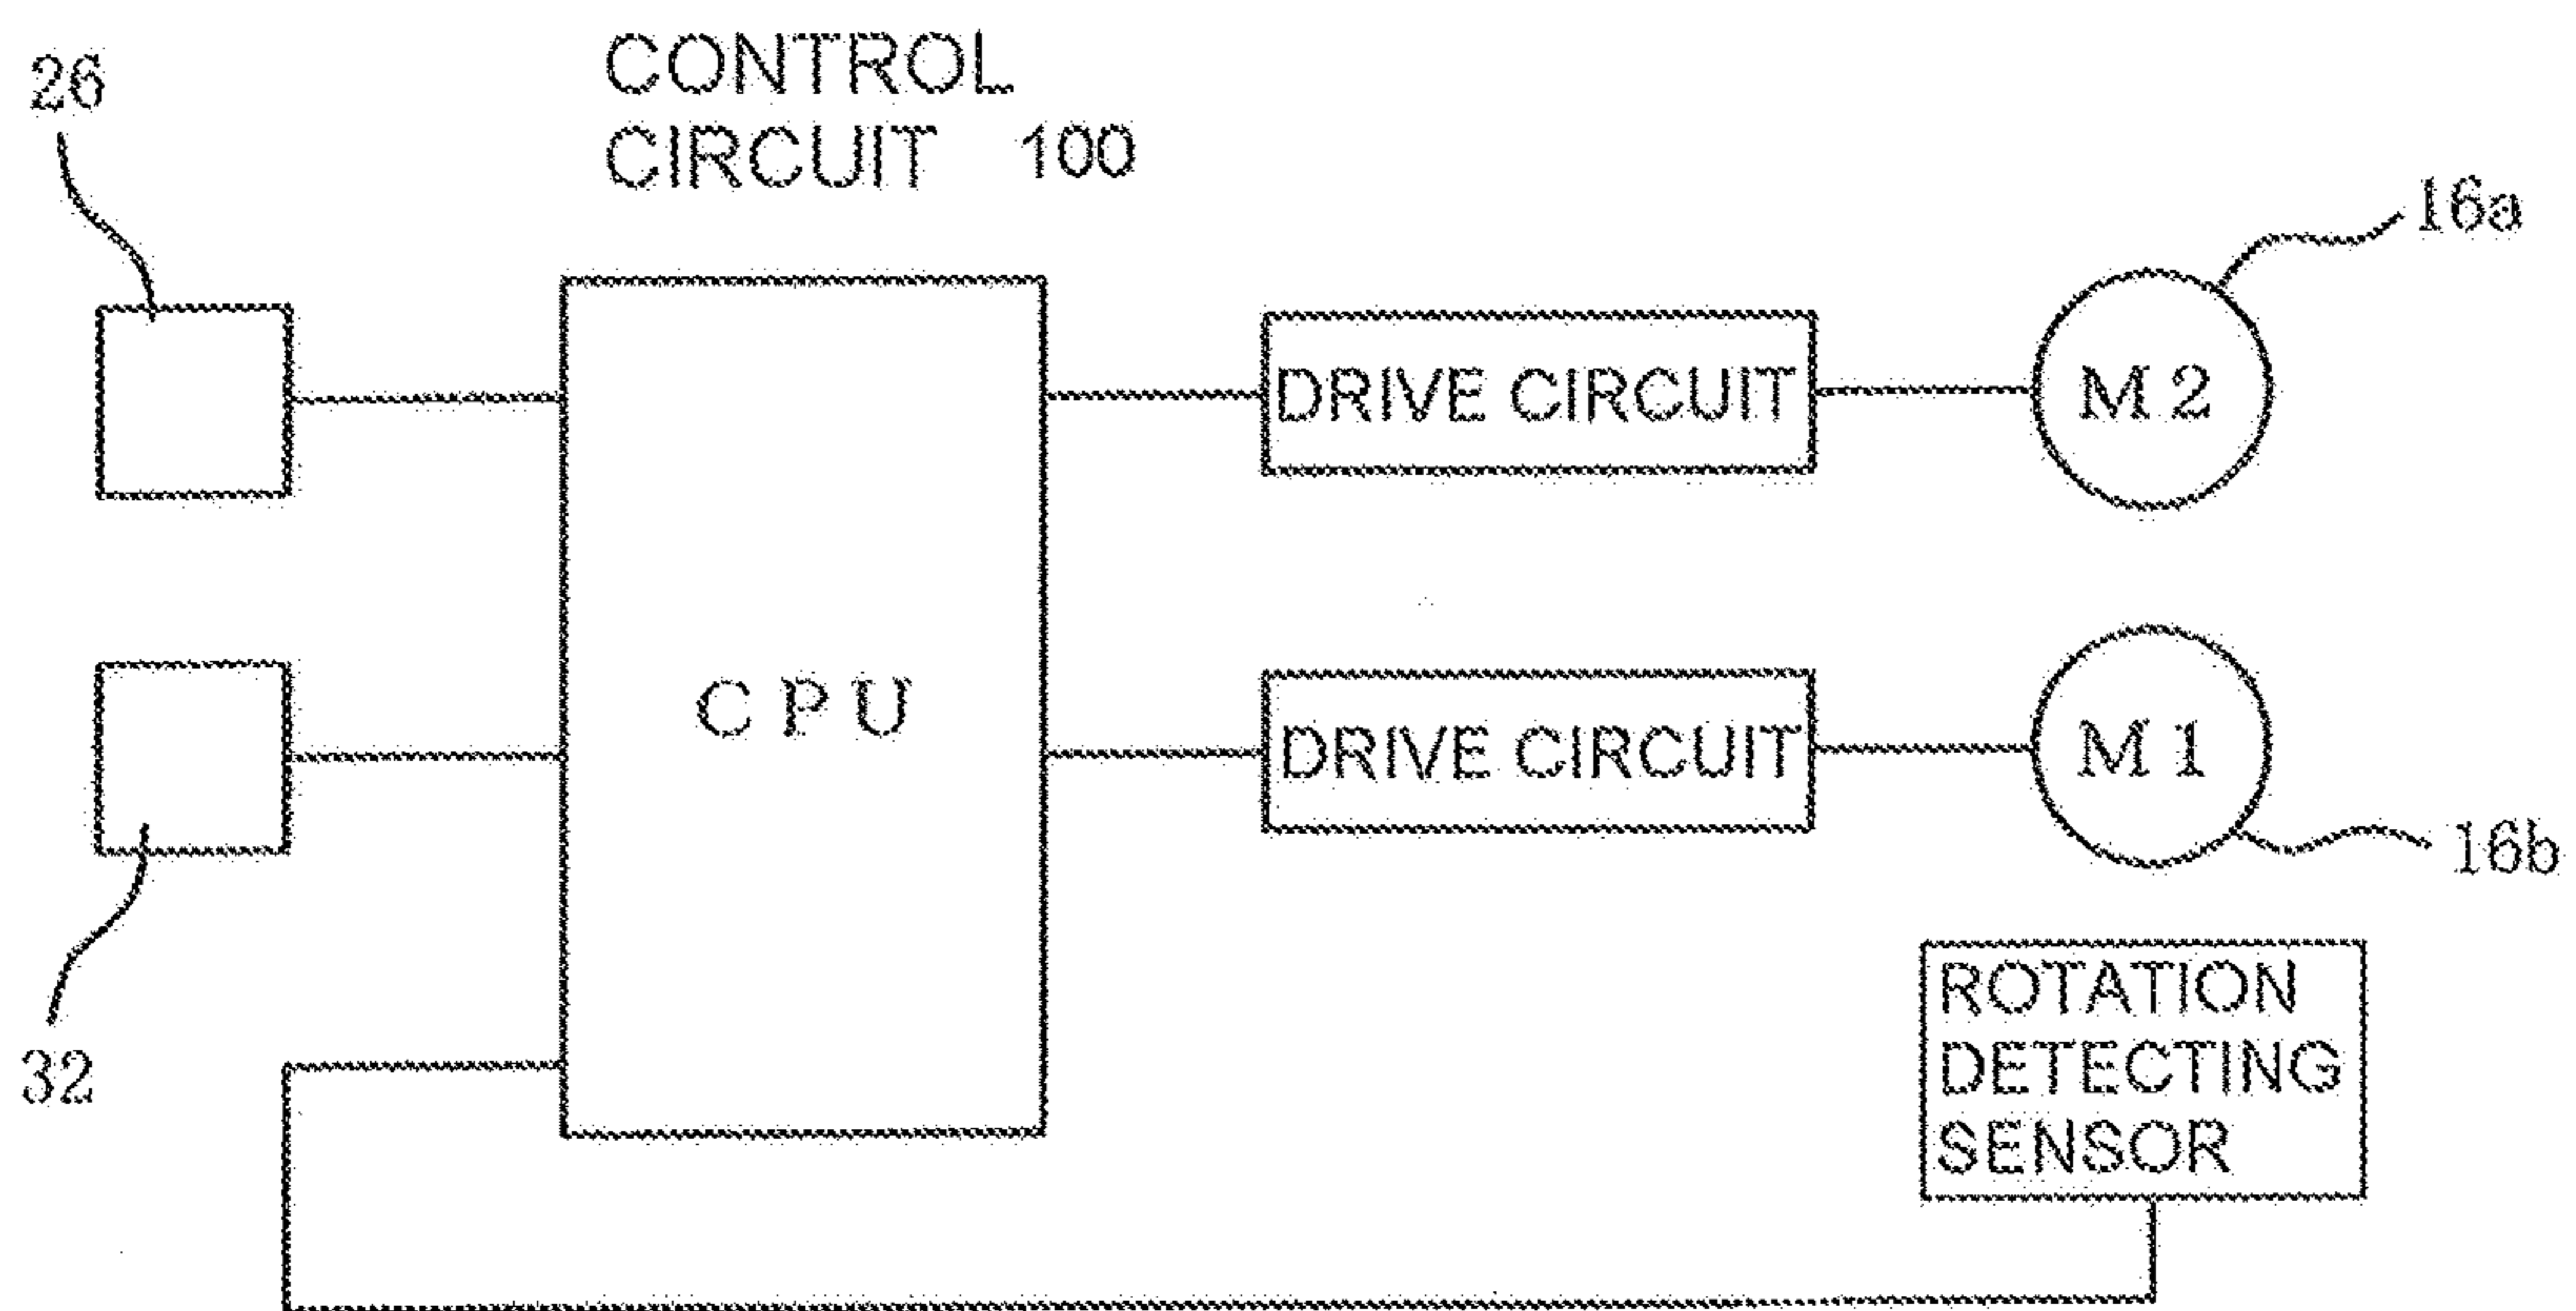 CONTROL
CIRCUIT 100
26
16a
DRIVE CIRCUIT
M2
CPU
DRIVE CIRCUIT
M1
16b
32
ROTATION
DETECTING
SENSOR